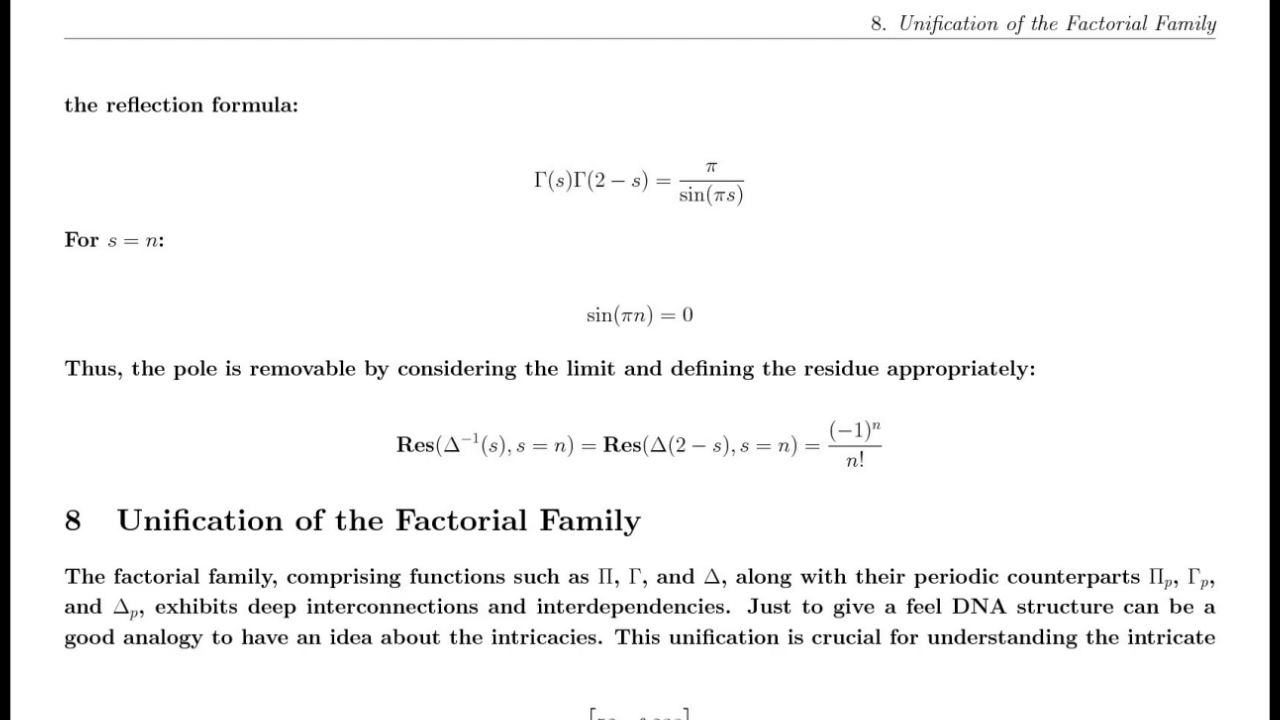 8. Unification of the Factorial Family
the reflection formula:
Γ(s)Γ(2 − s) = π / sin(πs)
For s = n:
sin(πn) = 0
Thus, the pole is removable by considering the limit and defining the residue appropriately:
Res(Δ⁻¹(s), s = n) = Res(Δ(2 − s), s = n) = (−1)ⁿ / n!
8 Unification of the Factorial Family
The factorial family, comprising functions such as Π, Γ, and Δ, along with their periodic counterparts Πₚ, Γₚ,
and Δₚ, exhibits deep interconnections and interdependencies. Just to give a feel DNA structure can be a
good analogy to have an idea about the intricacies. This unification is crucial for understanding the intricate